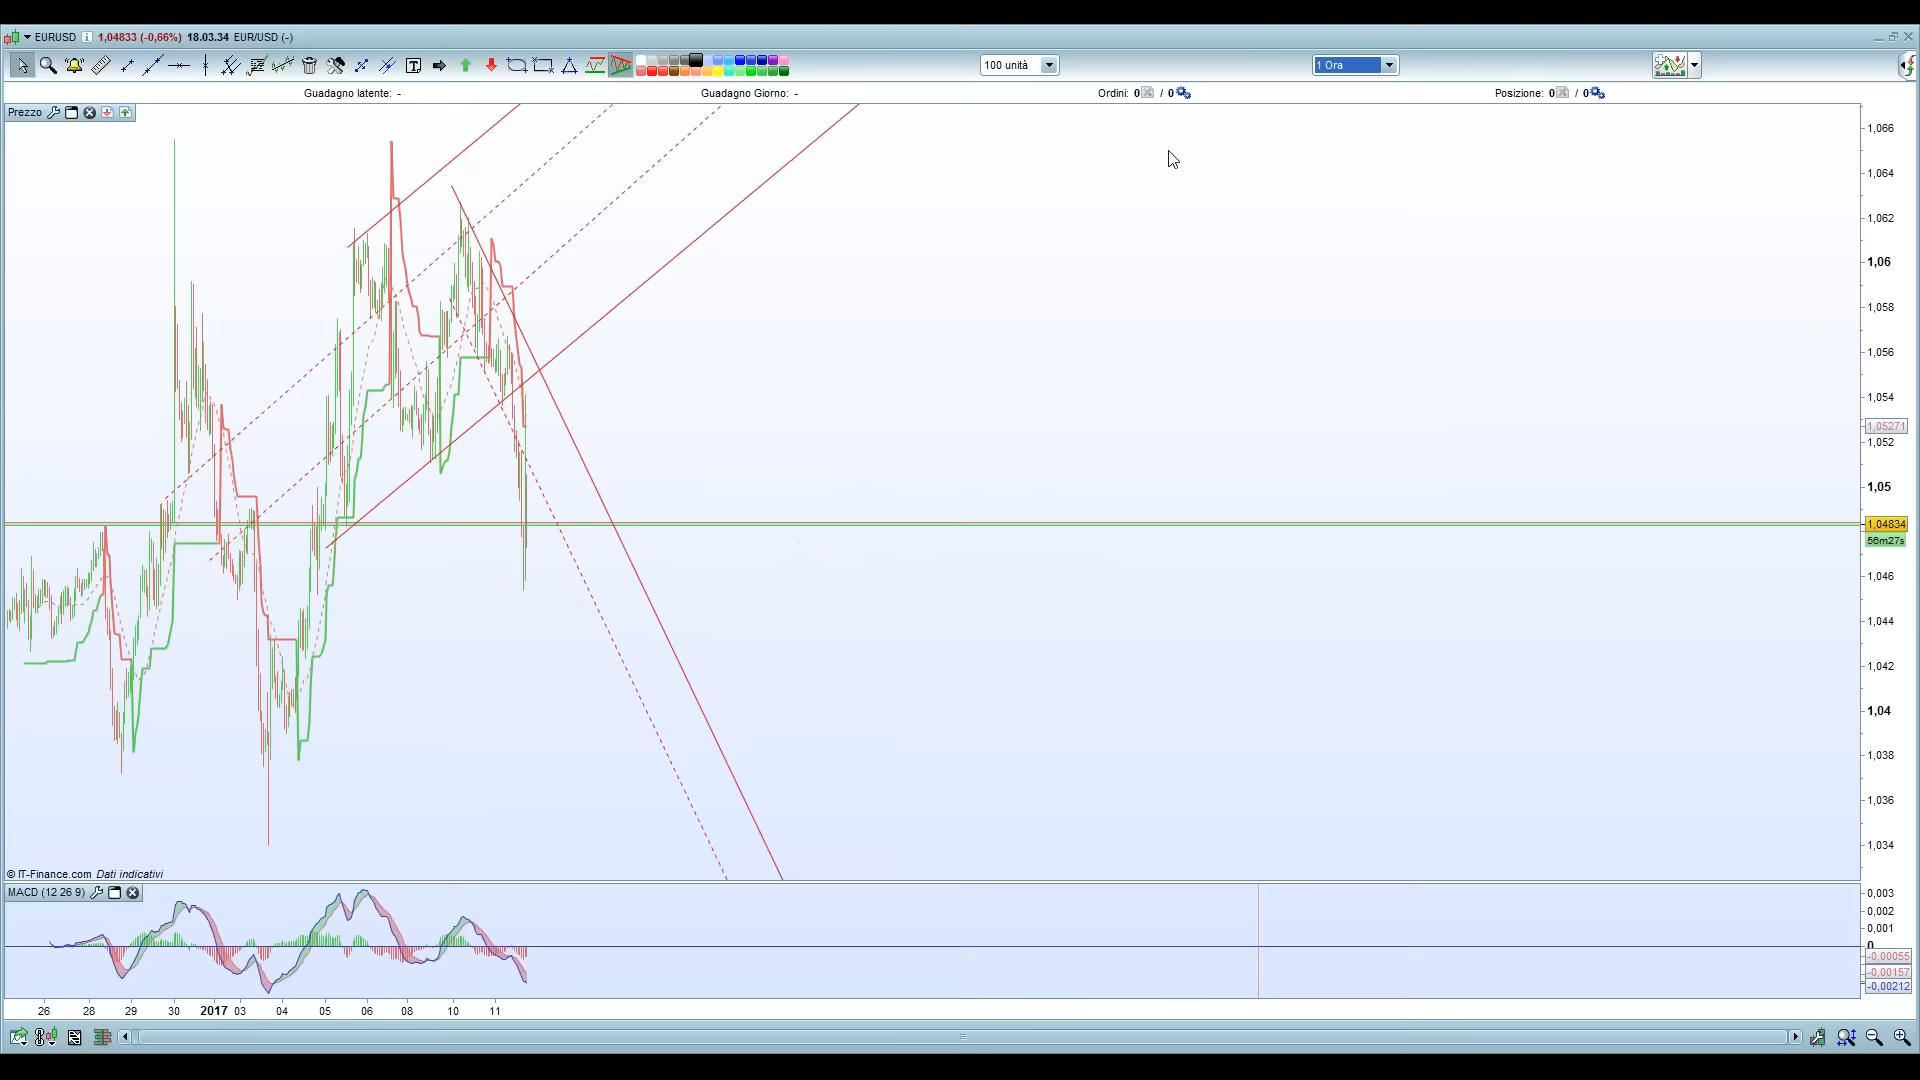 EURUSD 1,04833 (-0,66%) 18.03.34 EUR/USD (-)
100 unità
1 Ora
Guadagno latente: -
Guadagno Giorno: -
Ordini: 0 / 0
Posizione: 0 / 0
Prezzo
1,066
1,064
1,062
1,06
1,058
1,056
1,054
1,05271
1,052
1,05
1,04834
56m27s
1,046
1,044
1,042
1,04
1,038
1,036
1,034
© IT-Finance.com Dati indicativi
MACD (12 26 9)
0,003
0,002
0,001
0
-0,00055
-0,00157
-0,00212
26 28 29 30 2017 03 04 05 06 08 10 11